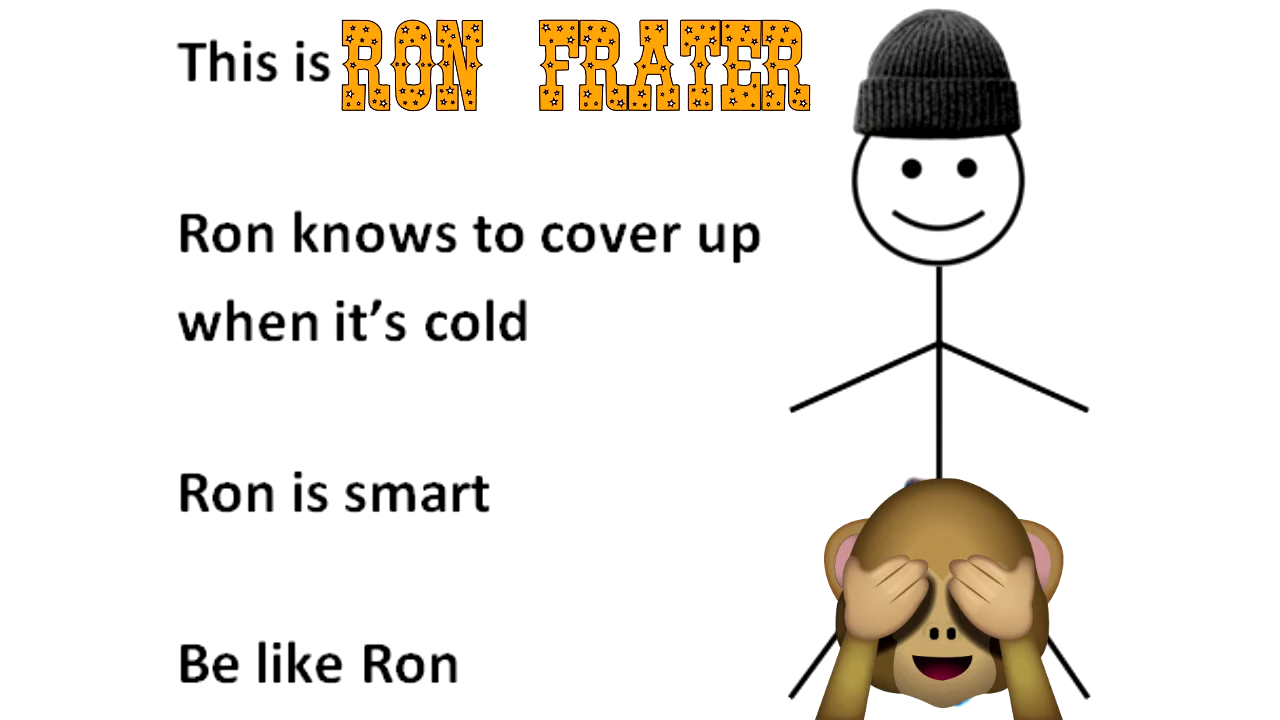 This is RON FRATER
Ron knows to cover up
when it’s cold
Ron is smart
Be like Ron